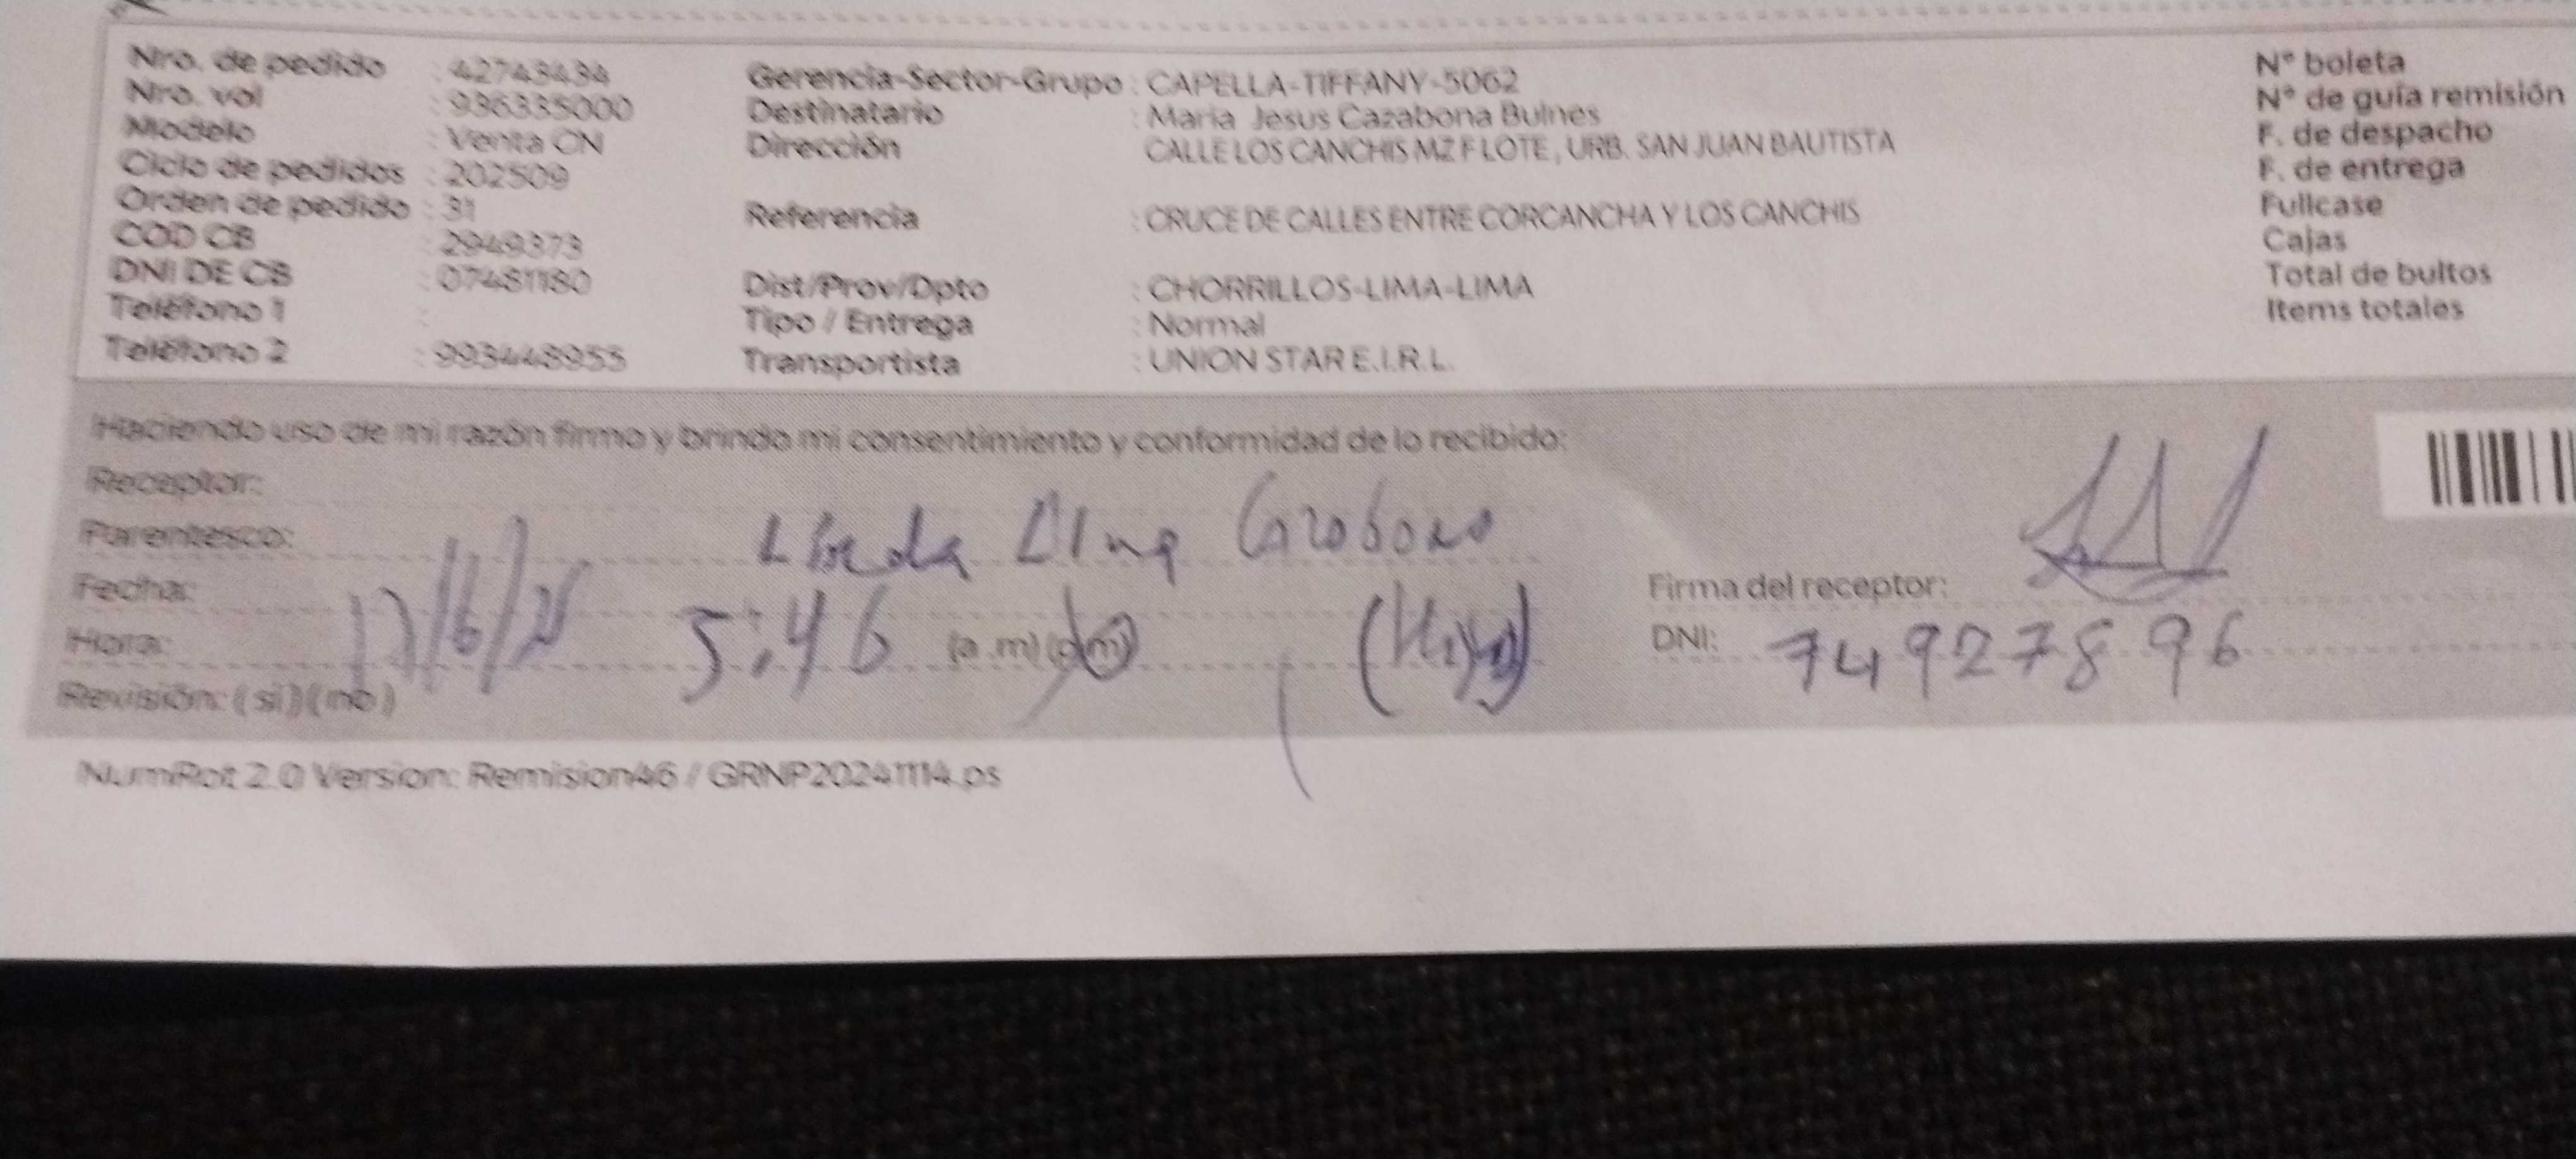 Nro. de pedido : 42743434
Nro. vol : 936335000
Modelo : Venta CN
Ciclo de pedidos : 202509
Orden de pedido : 31
COD CB : 2949373
DNI DE CB : 07481180
Teléfono 1 :
Teléfono 2 : 993448955
Gerencia-Sector-Grupo : CAPELLA-TIFFANY-5062
Destinatario : Maria Jesus Cazabona Bulnes
Dirección CALLE LOS CANCHIS MZ F LOTE , URB. SAN JUAN BAUTISTA
Referencia : CRUCE DE CALLES ENTRE CORCANCHA Y LOS CANCHIS
Dist/Prov/Dpto : CHORRILLOS-LIMA-LIMA
Tipo / Entrega : Normal
Transportista : UNION STAR E.I.R.L.
N° boleta
N° de guía remisión
F. de despacho
F. de entrega
Fullcase
Cajas
Total de bultos
Items totales
Haciendo uso de mi razón firmo y brindo mi consentimiento y conformidad de lo recibido:
Receptor:
Parentesco:
Fecha:
Hora: 5:46 (a.m) (p.m)
Revisión: ( si ) ( no )
Firma del receptor:
DNI: 74927896
NumRot 2.0 Version: Remision46 / GRNP20241114.ps